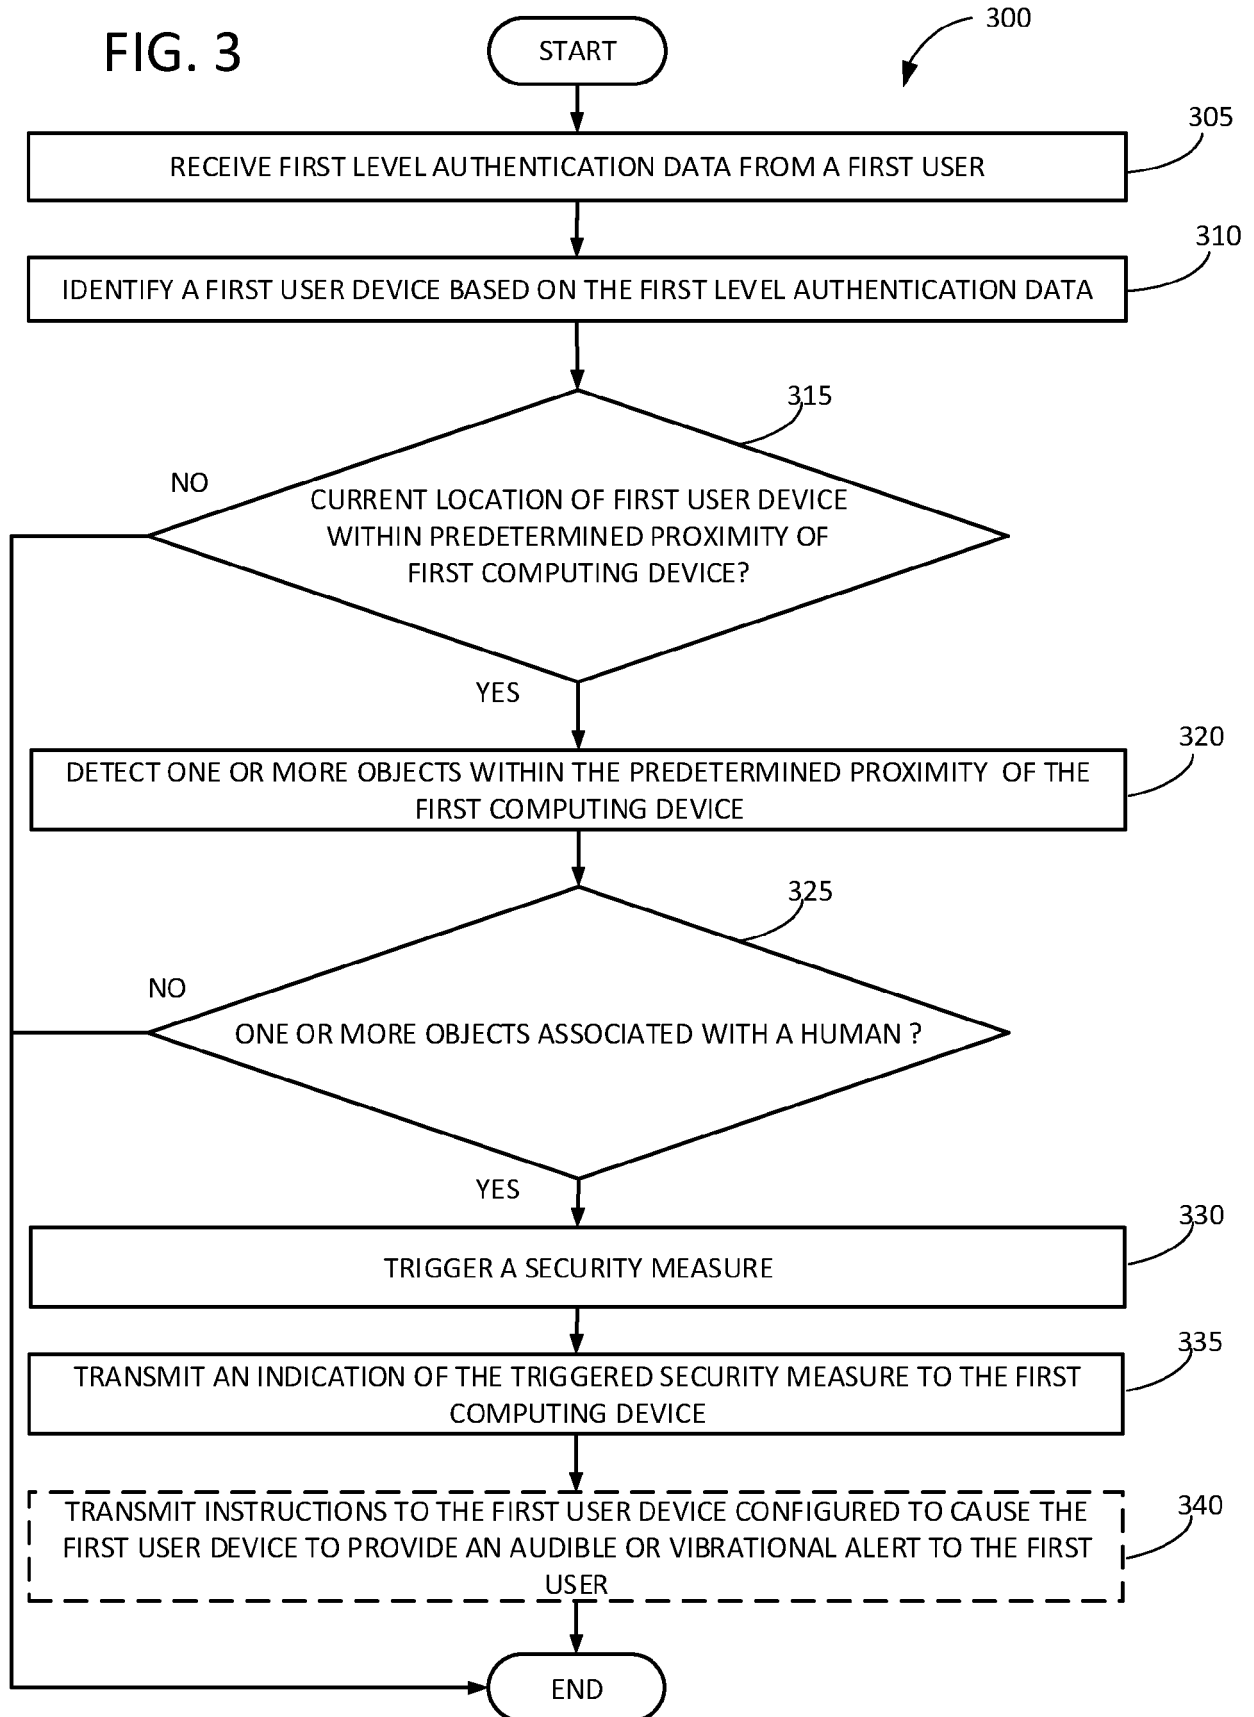 FIG. 3
START
300
305
RECEIVE FIRST LEVEL AUTHENTICATION DATA FROM A FIRST USER
310
IDENTIFY A FIRST USER DEVICE BASED ON THE FIRST LEVEL AUTHENTICATION DATA
315
NO
CURRENT LOCATION OF FIRST USER DEVICE
WITHIN PREDETERMINED PROXIMITY OF
FIRST COMPUTING DEVICE?
YES
320
DETECT ONE OR MORE OBJECTS WITHIN THE PREDETERMINED PROXIMITY OF THE
FIRST COMPUTING DEVICE
325
NO
ONE OR MORE OBJECTS ASSOCIATED WITH A HUMAN ?
YES
330
TRIGGER A SECURITY MEASURE
335
TRANSMIT AN INDICATION OF THE TRIGGERED SECURITY MEASURE TO THE FIRST
COMPUTING DEVICE
340
TRANSMIT INSTRUCTIONS TO THE FIRST USER DEVICE CONFIGURED TO CAUSE THE
FIRST USER DEVICE TO PROVIDE AN AUDIBLE OR VIBRATIONAL ALERT TO THE FIRST
USER
END